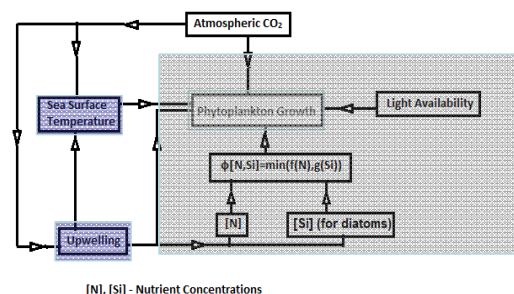 Atmospheric CO₂
Sea Surface
Temperature
Phytoplankton Growth
Light Availability
ϕ[N,Si]=min(f(N),g(Si))
[N]
[Si] (for diatoms)
Upwelling
[N], [Si] - Nutrient Concentrations